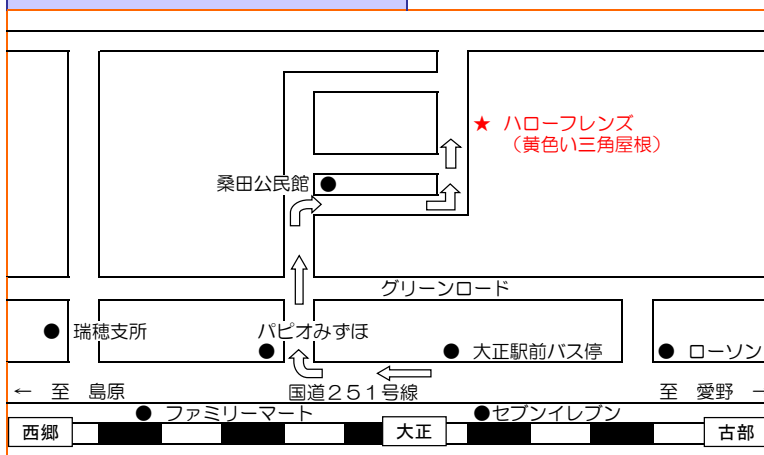 ★ ハローフレンズ
（黄色い三角屋根）
桑田公民館
グリーンロード
瑞穂支所
パピオみずほ
大正駅前バス停
ローソン
← 至 島原
国道２５１号線
至 愛野 →
ファミリーマート
セブンイレブン
西郷
大正
古部